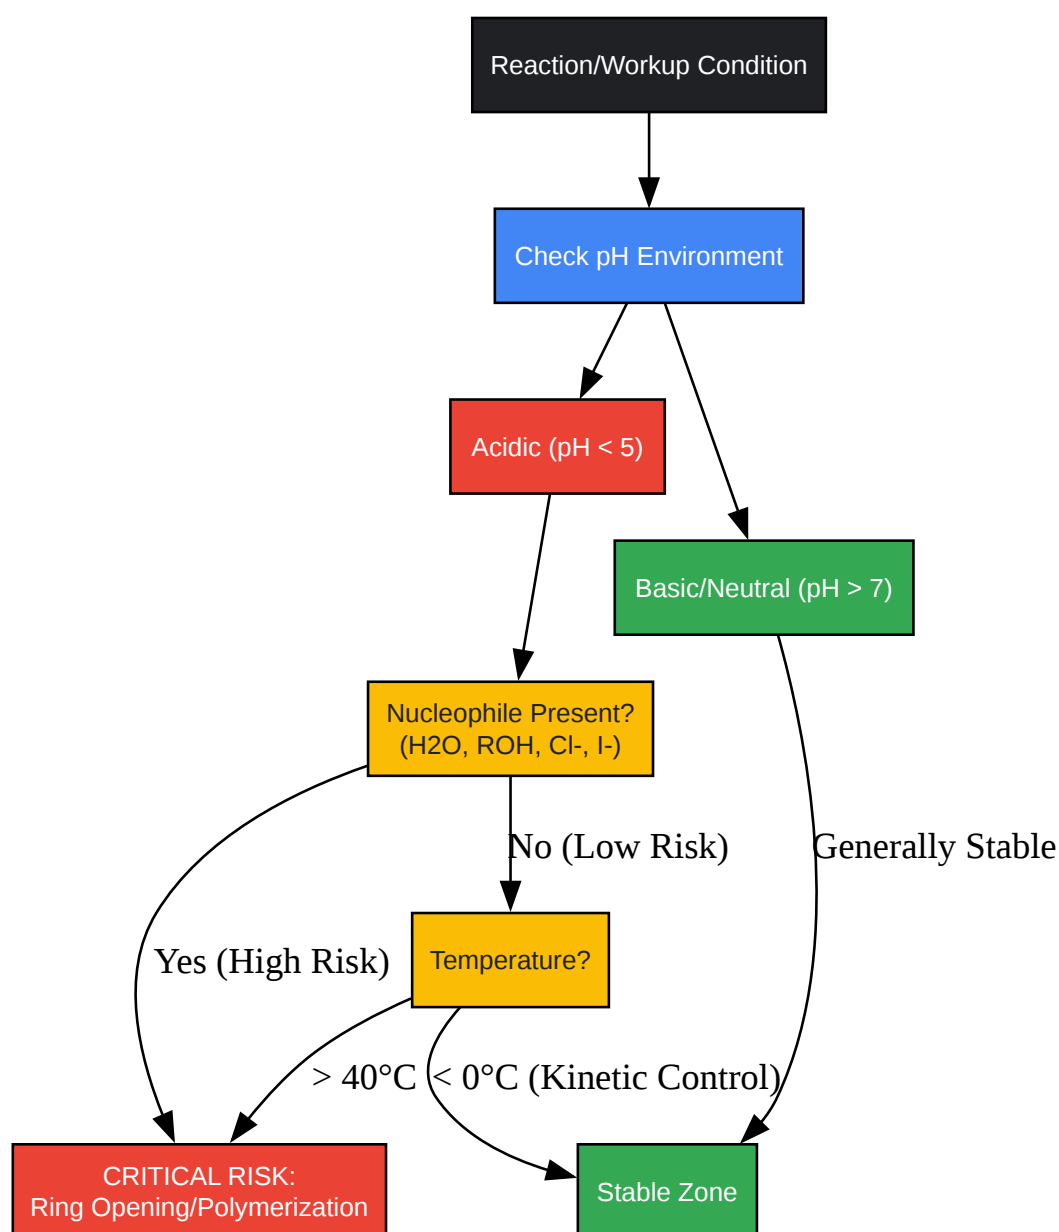 Reaction/Workup Condition
Check pH Environment
Acidic (pH < 5)
Basic/Neutral (pH > 7)
Nucleophile Present?
(H2O, ROH, Cl-, I-)
No (Low Risk)
Generally Stable
Yes (High Risk)
Temperature?
> 40°C
< 0°C (Kinetic Control)
CRITICAL RISK:
Ring Opening/Polymerization
Stable Zone